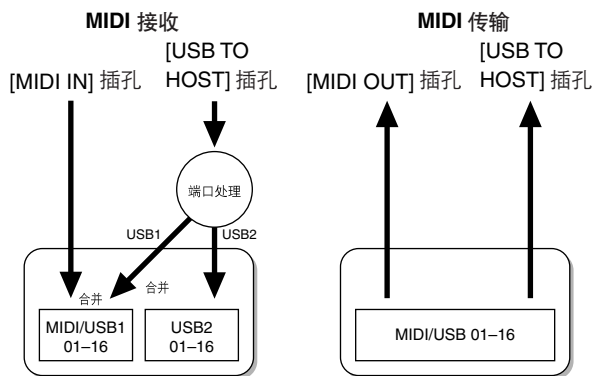 MIDI 接收
[MIDI IN] 插孔
[USB TO
HOST] 插孔
端口处理
USB1
USB2
合并
合并
MIDI/USB1
01–16
USB2
01–16
MIDI 传输
[MIDI OUT] 插孔
[USB TO
HOST] 插孔
MIDI/USB 01–16